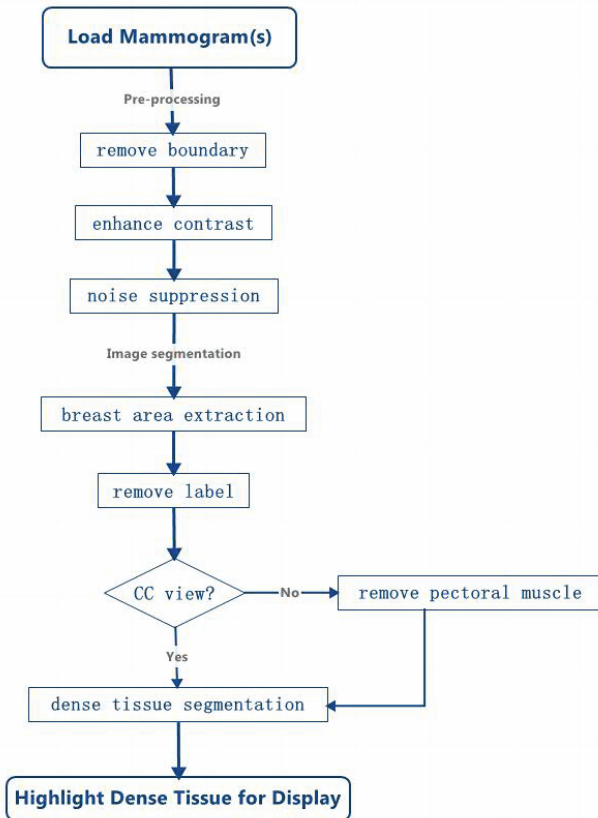 Load Mammogram(s)
Pre-processing
remove boundary
enhance contrast
noise suppression
Image segmentation
breast area extraction
remove label
CC view?
No
remove pectoral muscle
Yes
dense tissue segmentation
Highlight Dense Tissue for Display